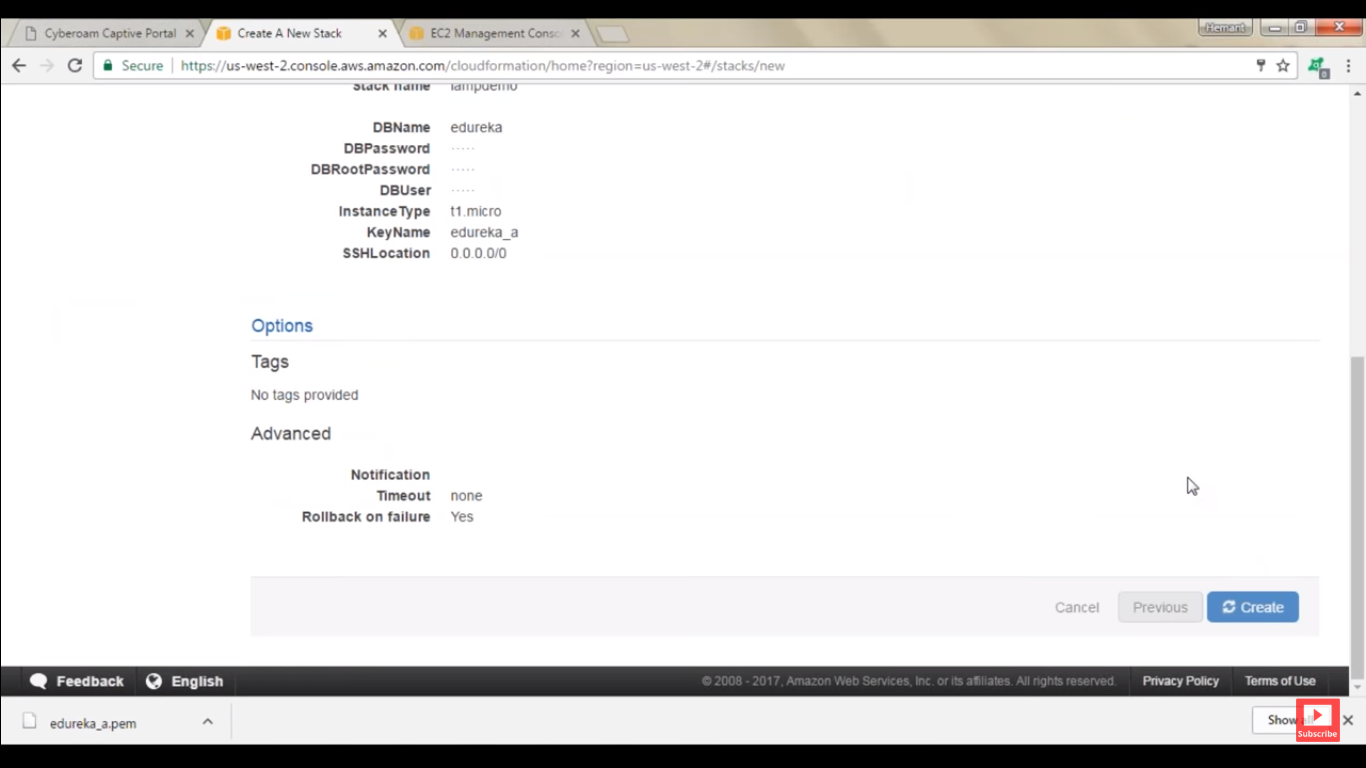 Cyberoam Captive Portal
Create A New Stack
EC2 Management Conso
Hemant
Secure https://us-west-2.console.aws.amazon.com/cloudformation/home?region=us-west-2#/stacks/new
Stack name lampdemo
DBName edureka
DBPassword ·····
DBRootPassword ·····
DBUser ·····
InstanceType t1.micro
KeyName edureka_a
SSHLocation 0.0.0.0/0
Options
Tags
No tags provided
Advanced
Notification
Timeout none
Rollback on failure Yes
Cancel Previous Create
Feedback English © 2008 - 2017, Amazon Web Services, Inc. or its affiliates. All rights reserved. Privacy Policy Terms of Use
edureka_a.pem
Show
Subscribe